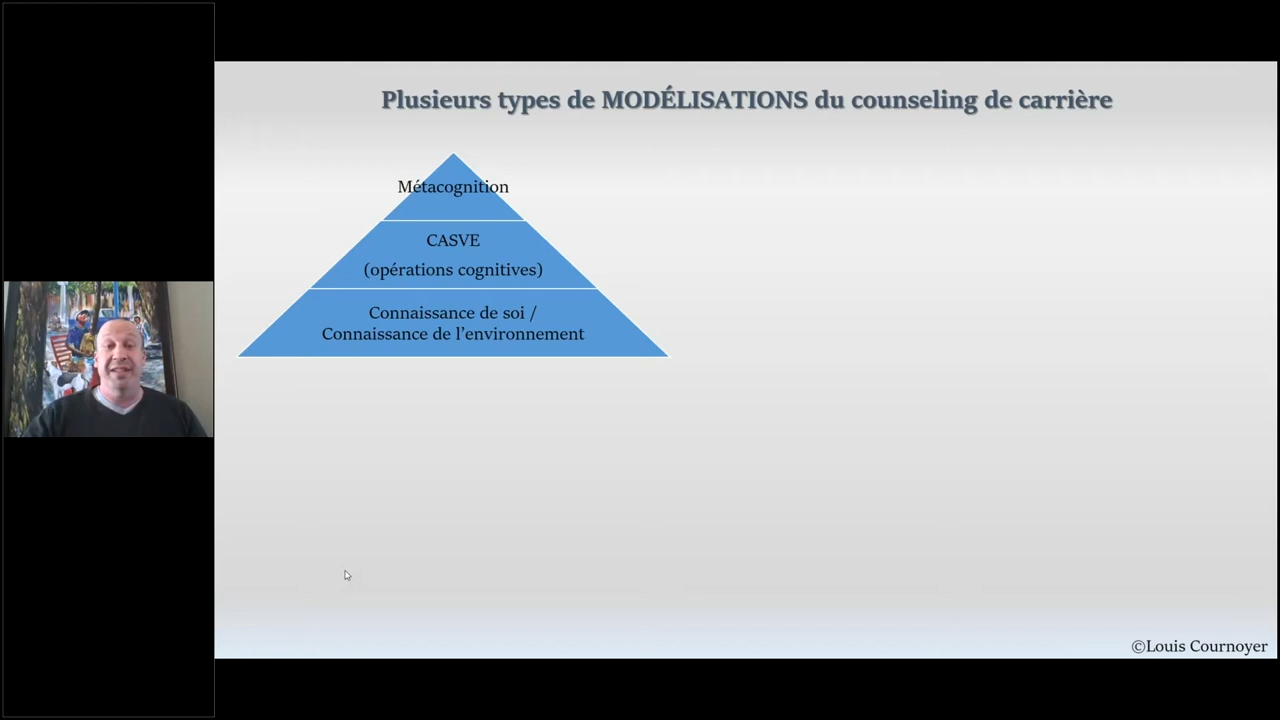 Plusieurs types de MODÉLISATIONS du counseling de carrière
Métacognition
CASVE
(opérations cognitives)
Connaissance de soi /
Connaissance de l’environnement
©Louis Cournoyer